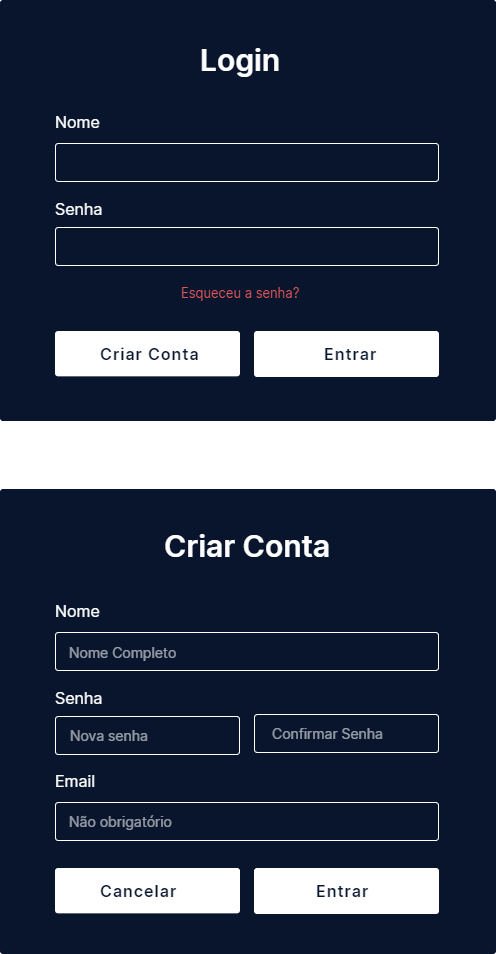 Login
Nome
Senha
Esqueceu a senha?
Criar Conta Entrar
Criar Conta
Nome
Nome Completo
Senha
Nova senha Confirmar Senha
Email
Não obrigatório
Cancelar Entrar